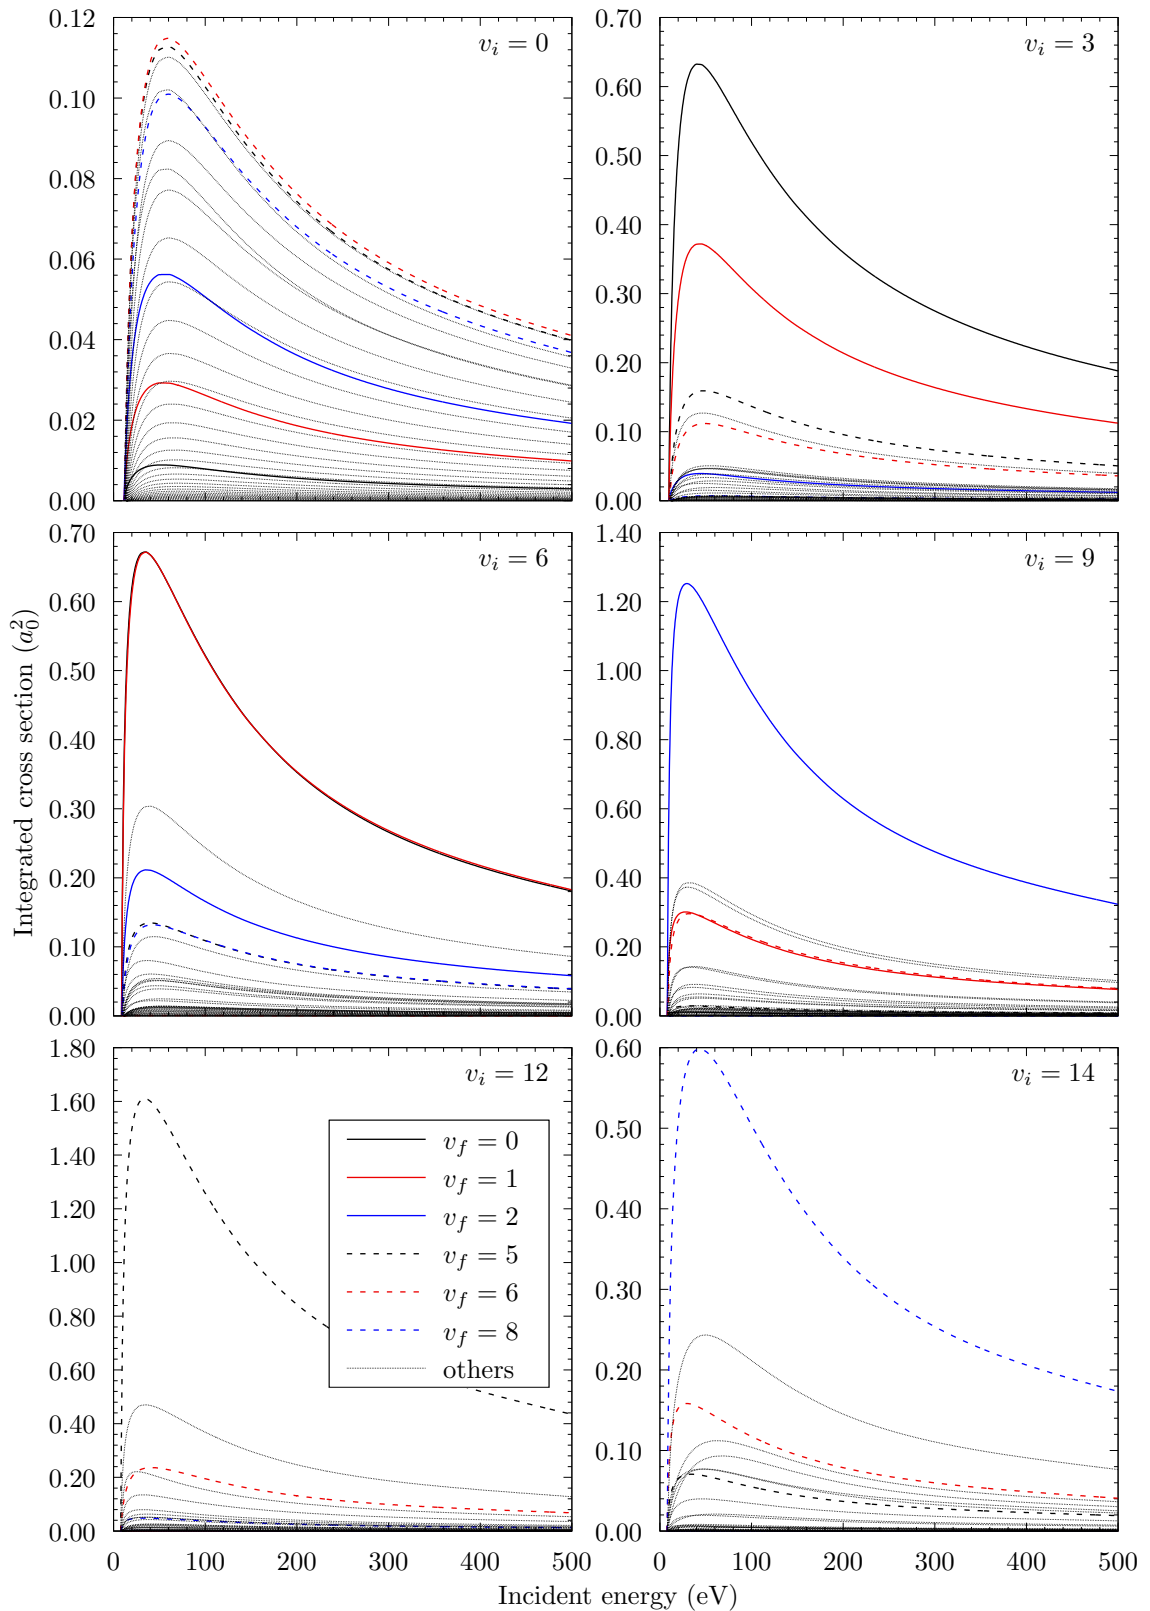 0.12
0.10
0.08
0.06
0.04
0.02
0.00
v_i = 0
0.70
0.60
0.50
0.40
0.30
0.20
0.10
0.00
v_i = 3
0.70
0.60
0.50
0.40
0.30
0.20
0.10
0.00
v_i = 6
1.40
1.20
1.00
0.80
0.60
0.40
0.20
0.00
v_i = 9
1.80
1.60
1.40
1.20
1.00
0.80
0.60
0.40
0.20
0.00
v_i = 12
v_f = 0
v_f = 1
v_f = 2
v_f = 5
v_f = 6
v_f = 8
others
0 100 200 300 400 500
0.60
0.50
0.40
0.30
0.20
0.10
0.00
v_i = 14
0 100 200 300 400 500
Integrated cross section (a_0^2)
Incident energy (eV)